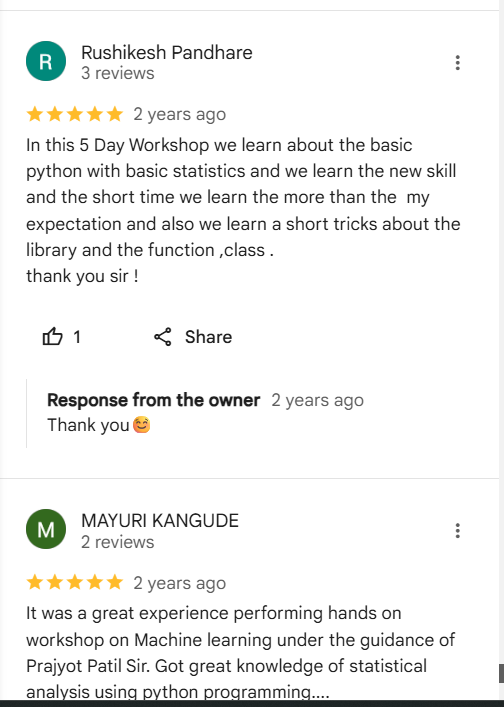 R
Rushikesh Pandhare
3 reviews
2 years ago
In this 5 Day Workshop we learn about the basic
python with basic statistics and we learn the new skill
and the short time we learn the more than the  my
expectation and also we learn a short tricks about the
library and the function ,class .
thank you sir !
1 Share
Response from the owner 2 years ago
Thank you😊
M
MAYURI KANGUDE
2 reviews
2 years ago
It was a great experience performing hands on
workshop on Machine learning under the guidance of
Prajyot Patil Sir. Got great knowledge of statistical
analysis using python programming....